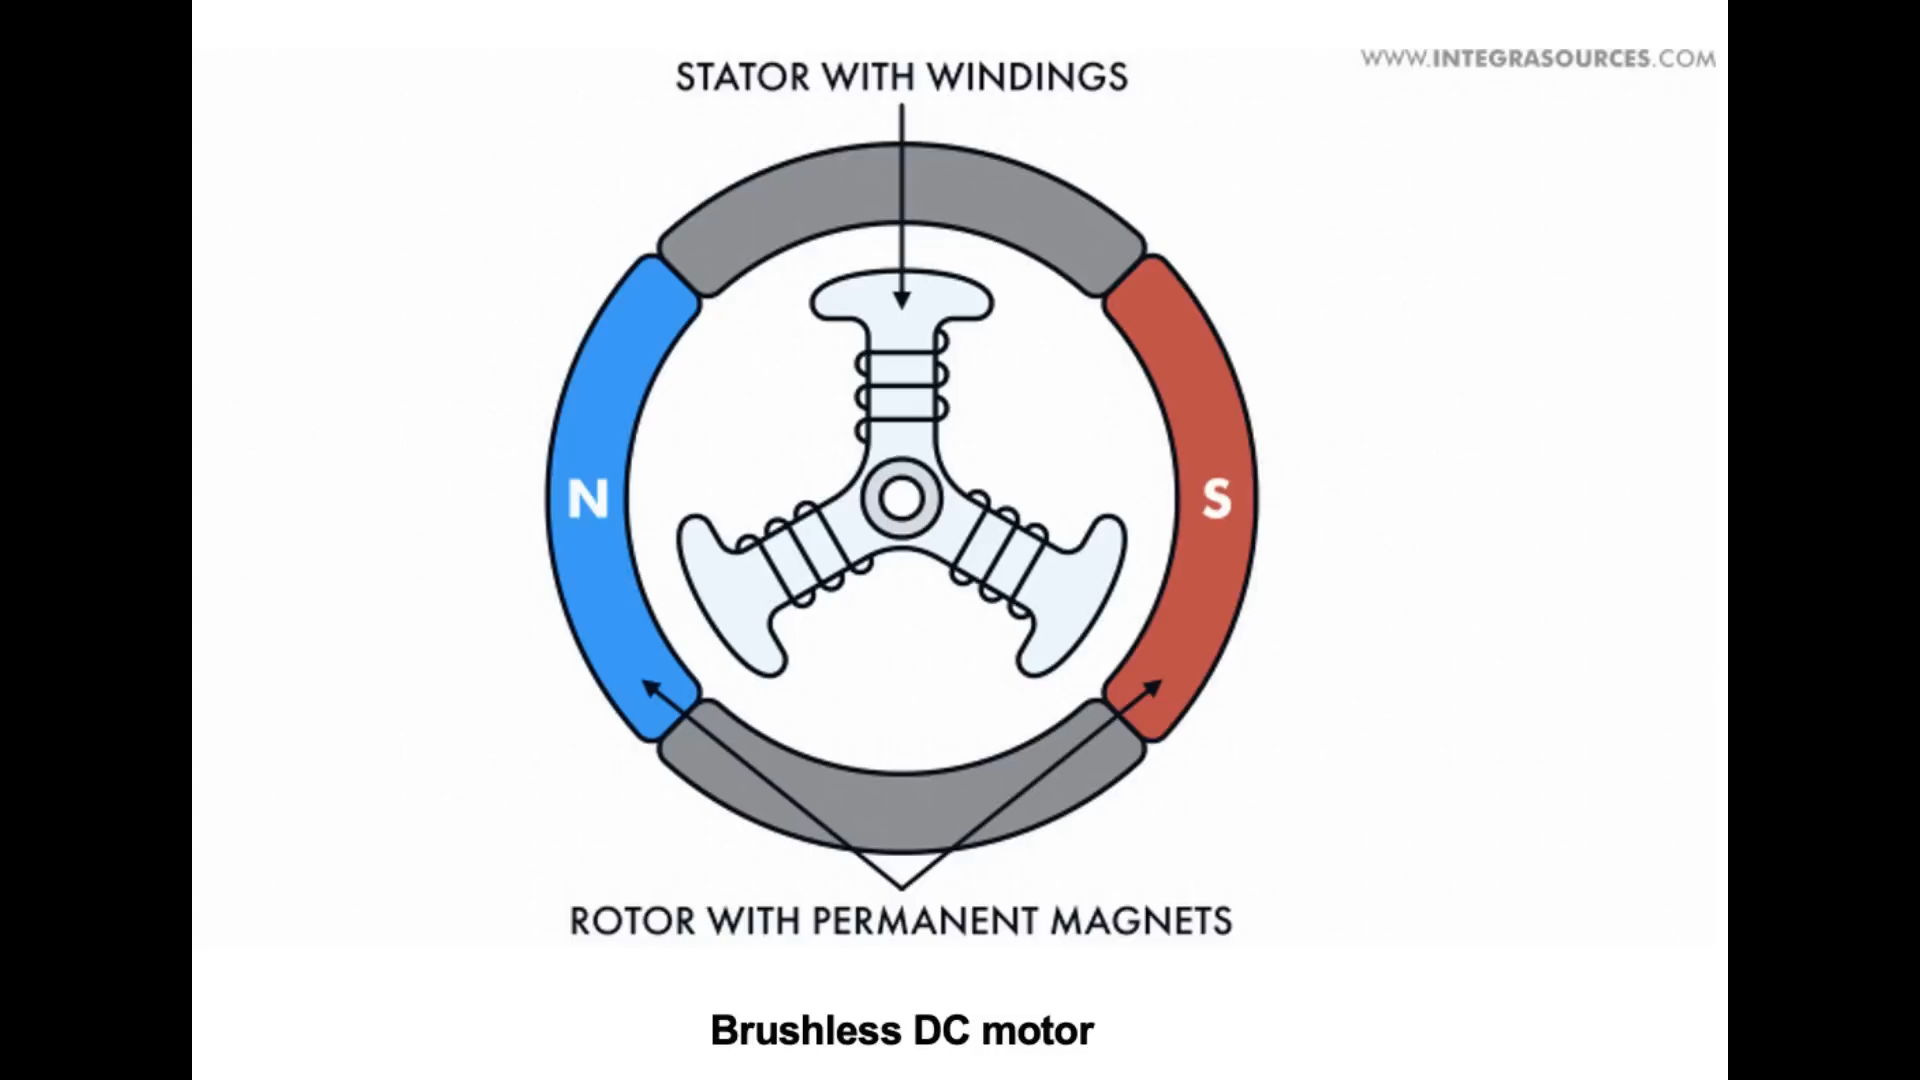 WWW.INTEGRASOURCES.COM
STATOR WITH WINDINGS
N
S
ROTOR WITH PERMANENT MAGNETS
Brushless DC motor